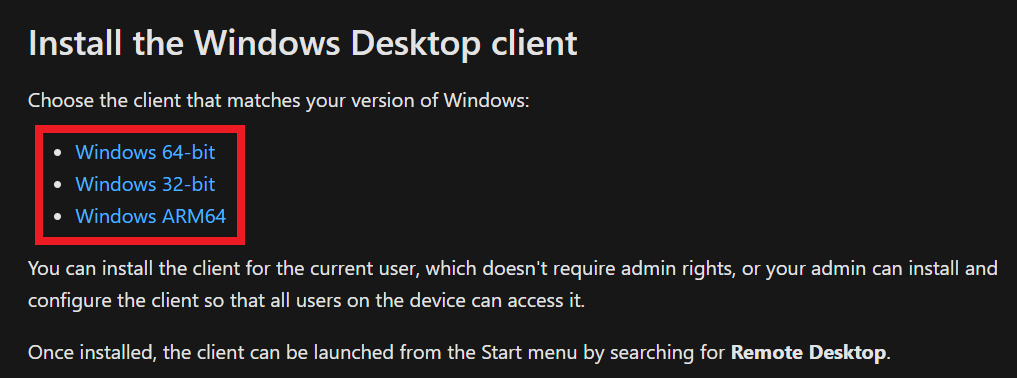 Install the Windows Desktop client
Choose the client that matches your version of Windows:
• Windows 64-bit
• Windows 32-bit
• Windows ARM64
You can install the client for the current user, which doesn't require admin rights, or your admin can install and
configure the client so that all users on the device can access it.
Once installed, the client can be launched from the Start menu by searching for Remote Desktop.